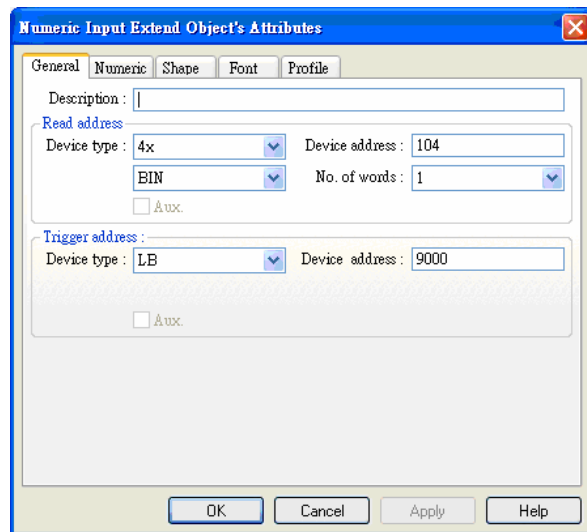 Numeric Input Extend Object's Attributes
General Numeric Shape Font Profile
Description :
Read address
Device type : 4x Device address : 104
BIN No. of words : 1
Aux.
Trigger address :
Device type : LB Device address : 9000
Aux.
OK Cancel Apply Help